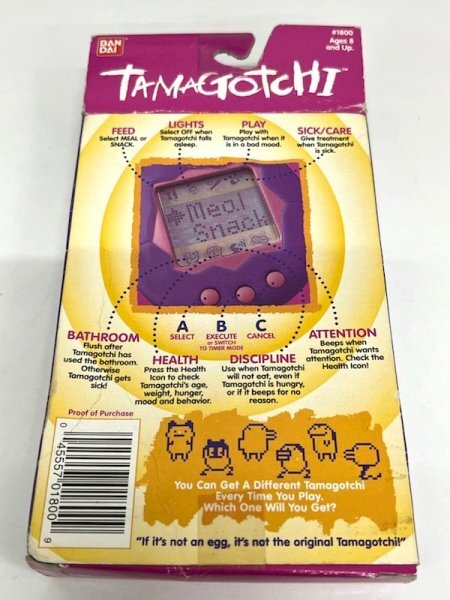 BAN
DAI
#1800
Ages 8
and Up.
TAMAGOTCHI™
FEED
Select MEAL or
SNACK.
LIGHTS
Select OFF when
Tamagotchi falls
asleep.
PLAY
Play with
Tamagotchi when it
is in a bad mood.
SICK/CARE
Give treatment
when Tamagotchi
is sick.
Meal
Snack
A
SELECT
B
EXECUTE
or SWITCH
TO TIMER MODE
C
CANCEL
BATHROOM
Flush after
Tamagotchi has
used the bathroom.
Otherwise
Tamagotchi gets
sick!
HEALTH
Press the Health
Icon to check
Tamagotchi's age,
weight, hunger,
mood and behavior.
DISCIPLINE
Use when Tamagotchi
will not eat, even if
Tamagotchi is hungry,
or if it beeps for no
reason.
ATTENTION
Beeps when
Tamagotchi wants
attention. Check the
Health Icon!
Proof of Purchase
0 45557 01800 9
You Can Get A Different Tamagotchi
Every Time You Play.
Which One Will You Get?
"If it's not an egg, it's not the original Tamagotchi!"